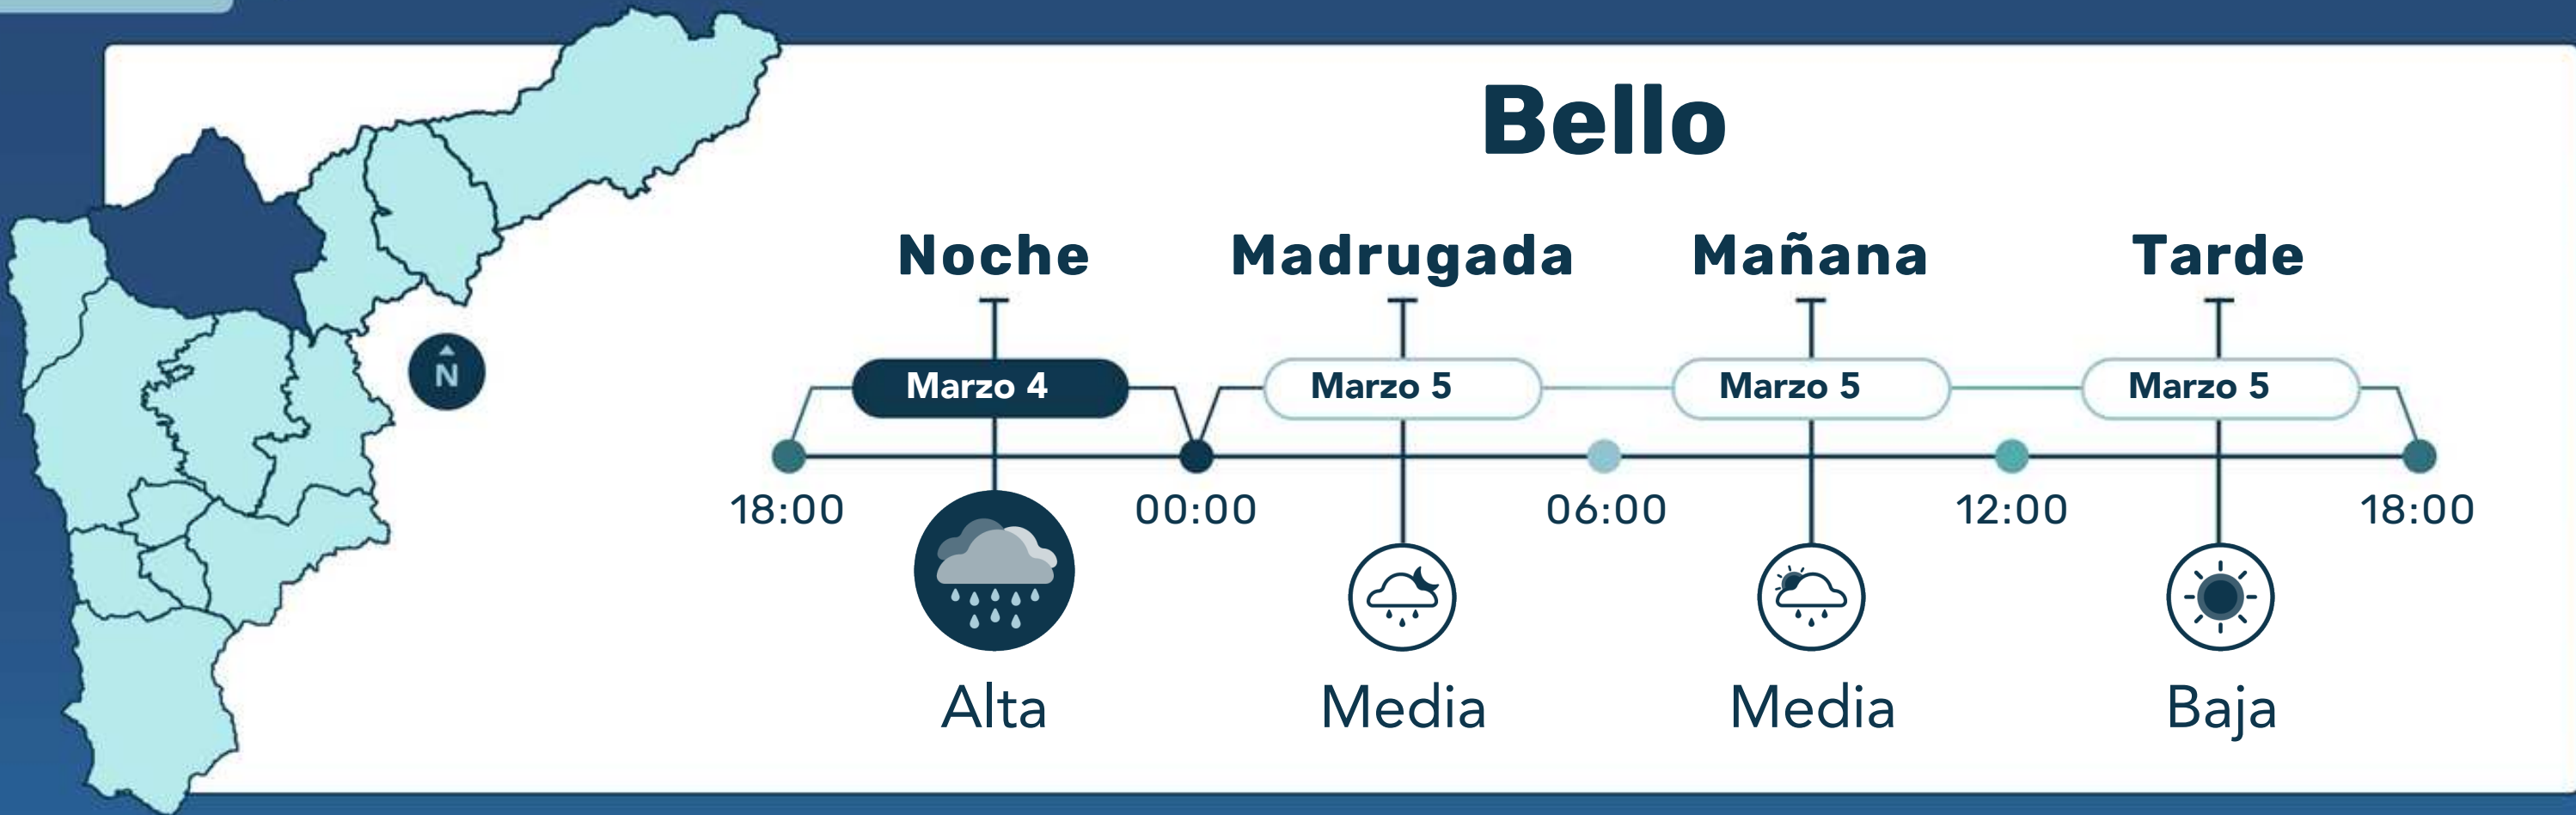 Bello
Noche Madrugada Mañana Tarde
Marzo 4 Marzo 5 Marzo 5 Marzo 5
N
18:00 00:00 06:00 12:00 18:00
Alta Media Media Baja